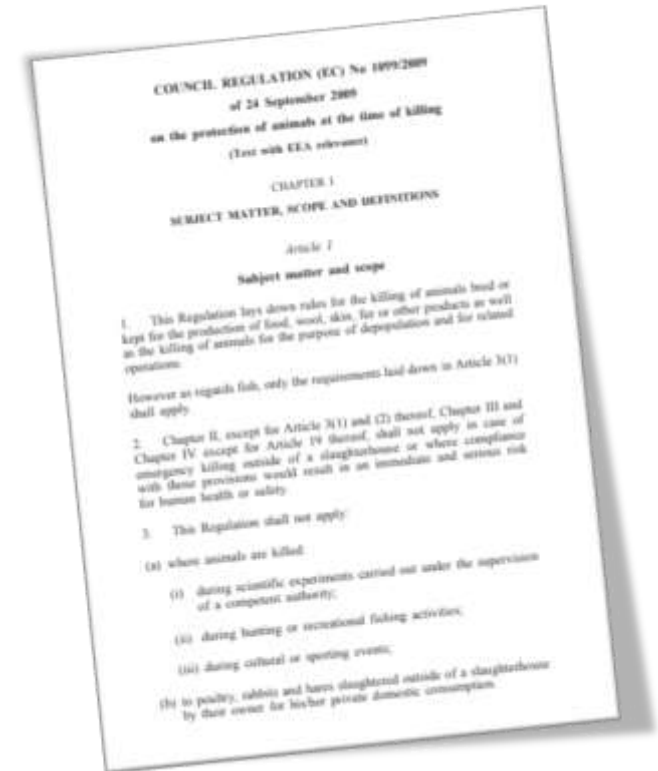 COUNCIL REGULATION (EC) No 1099/2009
of 24 September 2009
on the protection of animals at the time of killing
(Text with EEA relevance)
CHAPTER I
SUBJECT MATTER, SCOPE AND DEFINITIONS
Article 1
Subject matter and scope
1. This Regulation lays down rules for the killing of animals bred or
kept for the production of food, wool, skin, fur or other products as well
as the killing of animals for the purpose of depopulation and for related
operations.
However as regards fish, only the requirements laid down in Article 3(1)
shall apply.
2. Chapter II, except for Article 3(1) and (2) thereof, Chapter III and
Chapter IV except for Article 19 thereof, shall not apply in case of
emergency killing outside of a slaughterhouse or where compliance
with these provisions would result in an immediate and serious risk
for human health or safety.
3. This Regulation shall not apply:
(a) where animals are killed:
(i) during scientific experiments carried out under the supervision
of a competent authority;
(ii) during hunting or recreational fishing activities;
(iii) during cultural or sporting events;
(b) to poultry, rabbits and hares slaughtered outside of a slaughterhouse
by their owner for his/her private domestic consumption.